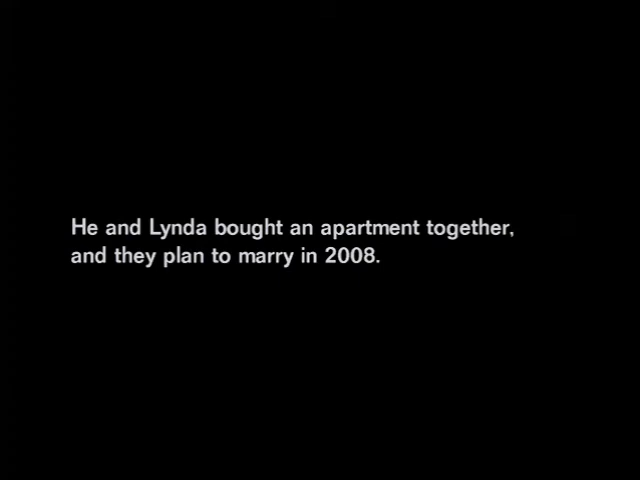 He and Lynda bought an apartment together,
and they plan to marry in 2008.